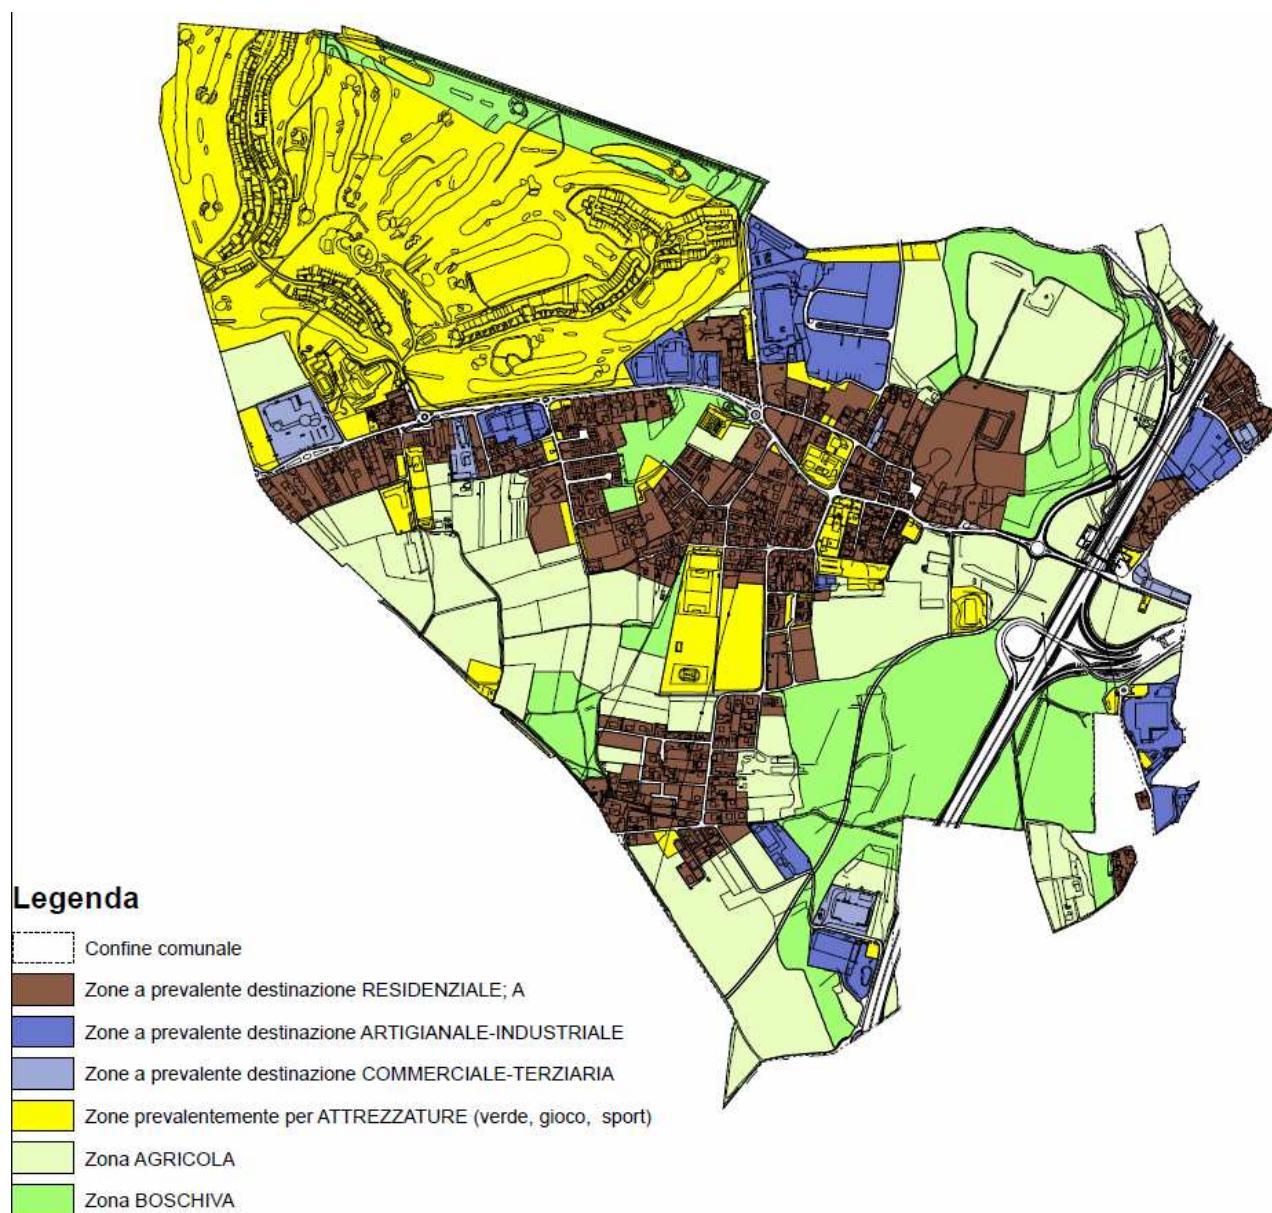 Legenda
Confine comunale
Zone a prevalente destinazione RESIDENZIALE; A
Zone a prevalente destinazione ARTIGIANALE-INDUSTRIALE
Zone a prevalente destinazione COMMERCIALE-TERZIARIA
Zone prevalentemente per ATTREZZATURE (verde, gioco, sport)
Zona AGRICOLA
Zona BOSCHIVA